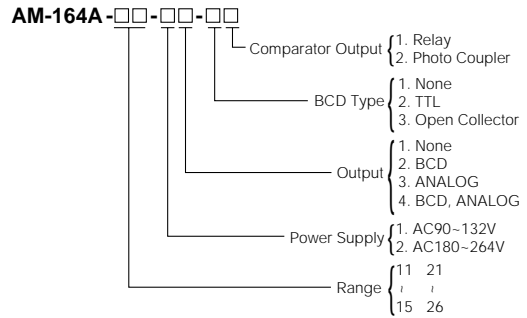 AM-164A-□□-□□-□□
Comparator Output
1. Relay
2. Photo Coupler
BCD Type
1. None
2. TTL
3. Open Collector
Output
1. None
2. BCD
3. ANALOG
4. BCD, ANALOG
Power Supply
1. AC90~132V
2. AC180~264V
Range
11 21
~ ~
15 26